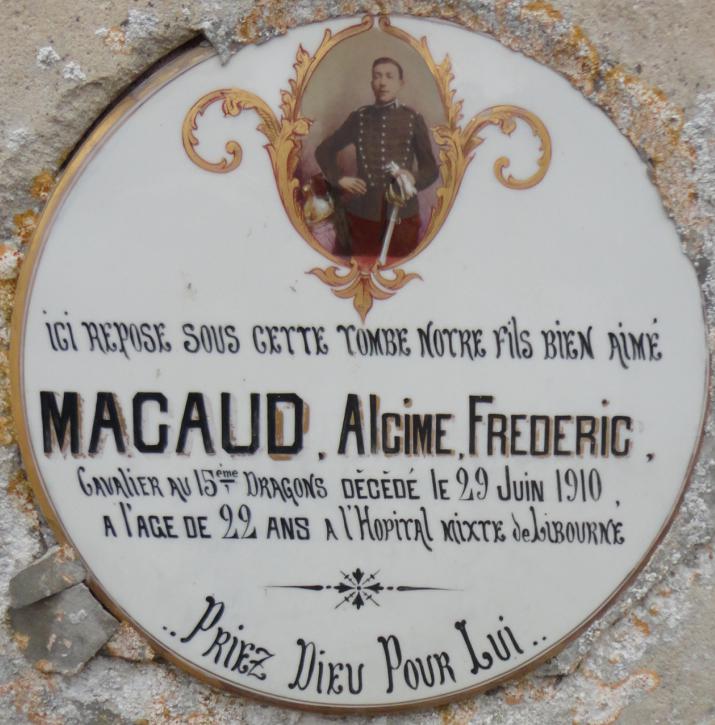 ici repose sous cette tombe notre fils bien aimé
MACAUD, Alcime, Frederic,
Cavalier au 15ème Dragons décédé le 29 Juin 1910,
a l'age de 22 ans a l'Hopital mixte de Libourne
..Priez Dieu Pour Lui..